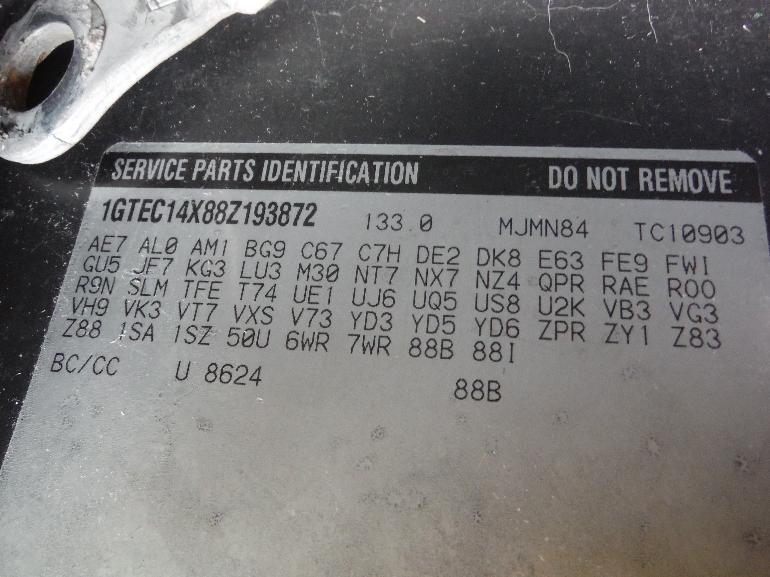 SERVICE PARTS IDENTIFICATION DO NOT REMOVE
1GTEC14X88Z193872 133.0 MJMN84 TC10903
AE7 AL0 AM1 BG9 C67 C7H DE2 DK8 E63 FE9 FWI
GU5 JF7 KG3 LU3 M30 NT7 NX7 NZ4 QPR RAE R00
R9N SLM TFE T74 UE1 UJ6 UQ5 US8 U2K VB3 VG3
VH9 VK3 VT7 VXS V73 YD3 YD5 YD6 ZPR ZY1 Z83
Z88 1SA 1SZ 50U 6WR 7WR 88B 88I
BC/CC U 8624 88B